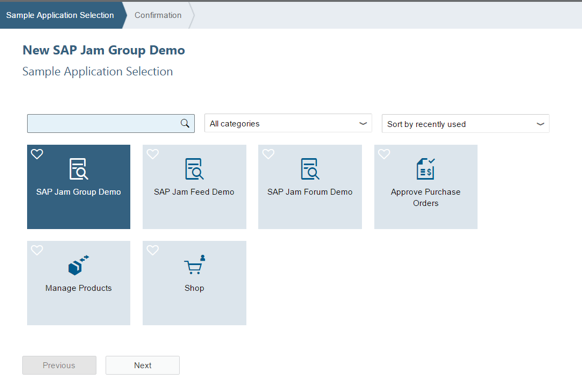 Sample Application Selection
Confirmation
New SAP Jam Group Demo
Sample Application Selection
All categories
Sort by recently used
SAP Jam Group Demo
SAP Jam Feed Demo
SAP Jam Forum Demo
Approve Purchase
Orders
Manage Products
Shop
Previous
Next